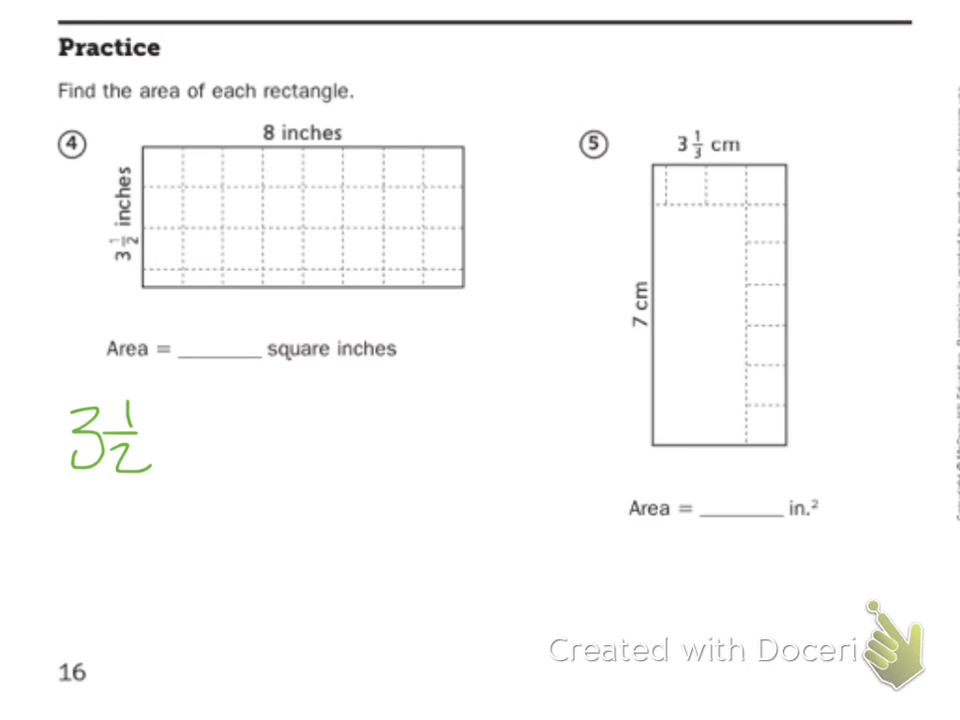 Practice
Find the area of each rectangle.
4
8 inches
3 1/2 inches
Area = ________ square inches
3 1/2
5
3 1/3 cm
7 cm
Area = ________ in.²
16
Created with Doceri